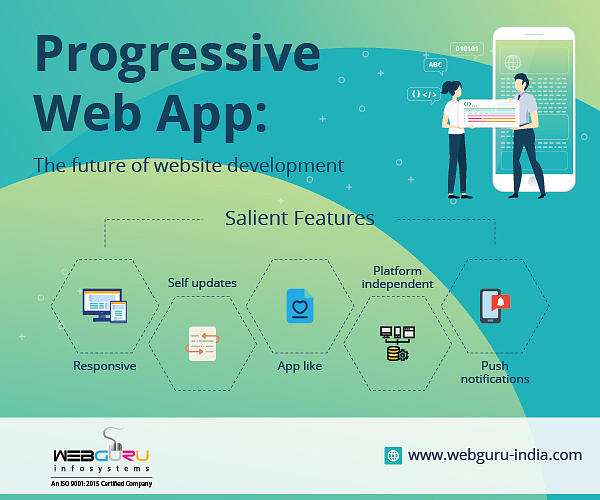 Progressive
Web App:
The future of website development
010101
ABC
{ } </>
</>...
Salient Features
Responsive
Self updates
App like
Platform
independent
Push
notifications
WEBGURU
infosystems
An ISO 9001: 2015 Certified Company
www.webguru-india.com